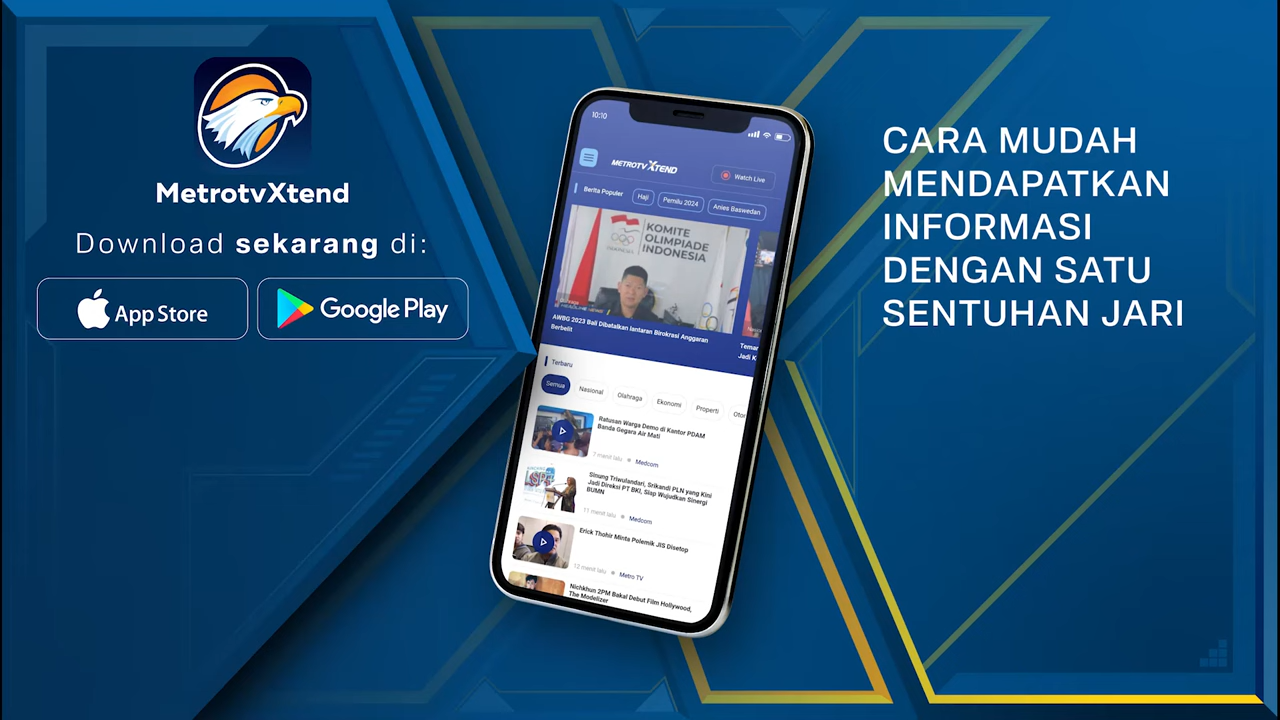 MetrotvXtend
Download sekarang di:
App Store
Google Play
10:10
METROTV XTEND
Watch Live
Berita Populer
Haji
Pemilu 2024
Anies Baswedan
KOMITE
OLIMPIADE
INDONESIA
AWBG 2023 Bali Dibatalkan lantaran Birokrasi Anggaran
Berbelit
Teman
Jadi K
Terbaru
Semua
Nasional
Olahraga
Ekonomi
Properti
Otor
Ratusan Warga Demo di Kantor PDAM
Banda Gegara Air Mati
7 menit lalu
Medcom
Sinung Triwulandari, Srikandi PLN yang Kini
Jadi Direksi PT BKI, Siap Wujudkan Sinergi
BUMN
11 menit lalu
Medcom
Erick Thohir Minta Polemik JIS Disetop
12 menit lalu
Metro TV
Nichkhun 2PM Bakal Debut Film Hollywood,
The Modelizer
CARA MUDAH
MENDAPATKAN
INFORMASI
DENGAN SATU
SENTUHAN JARI